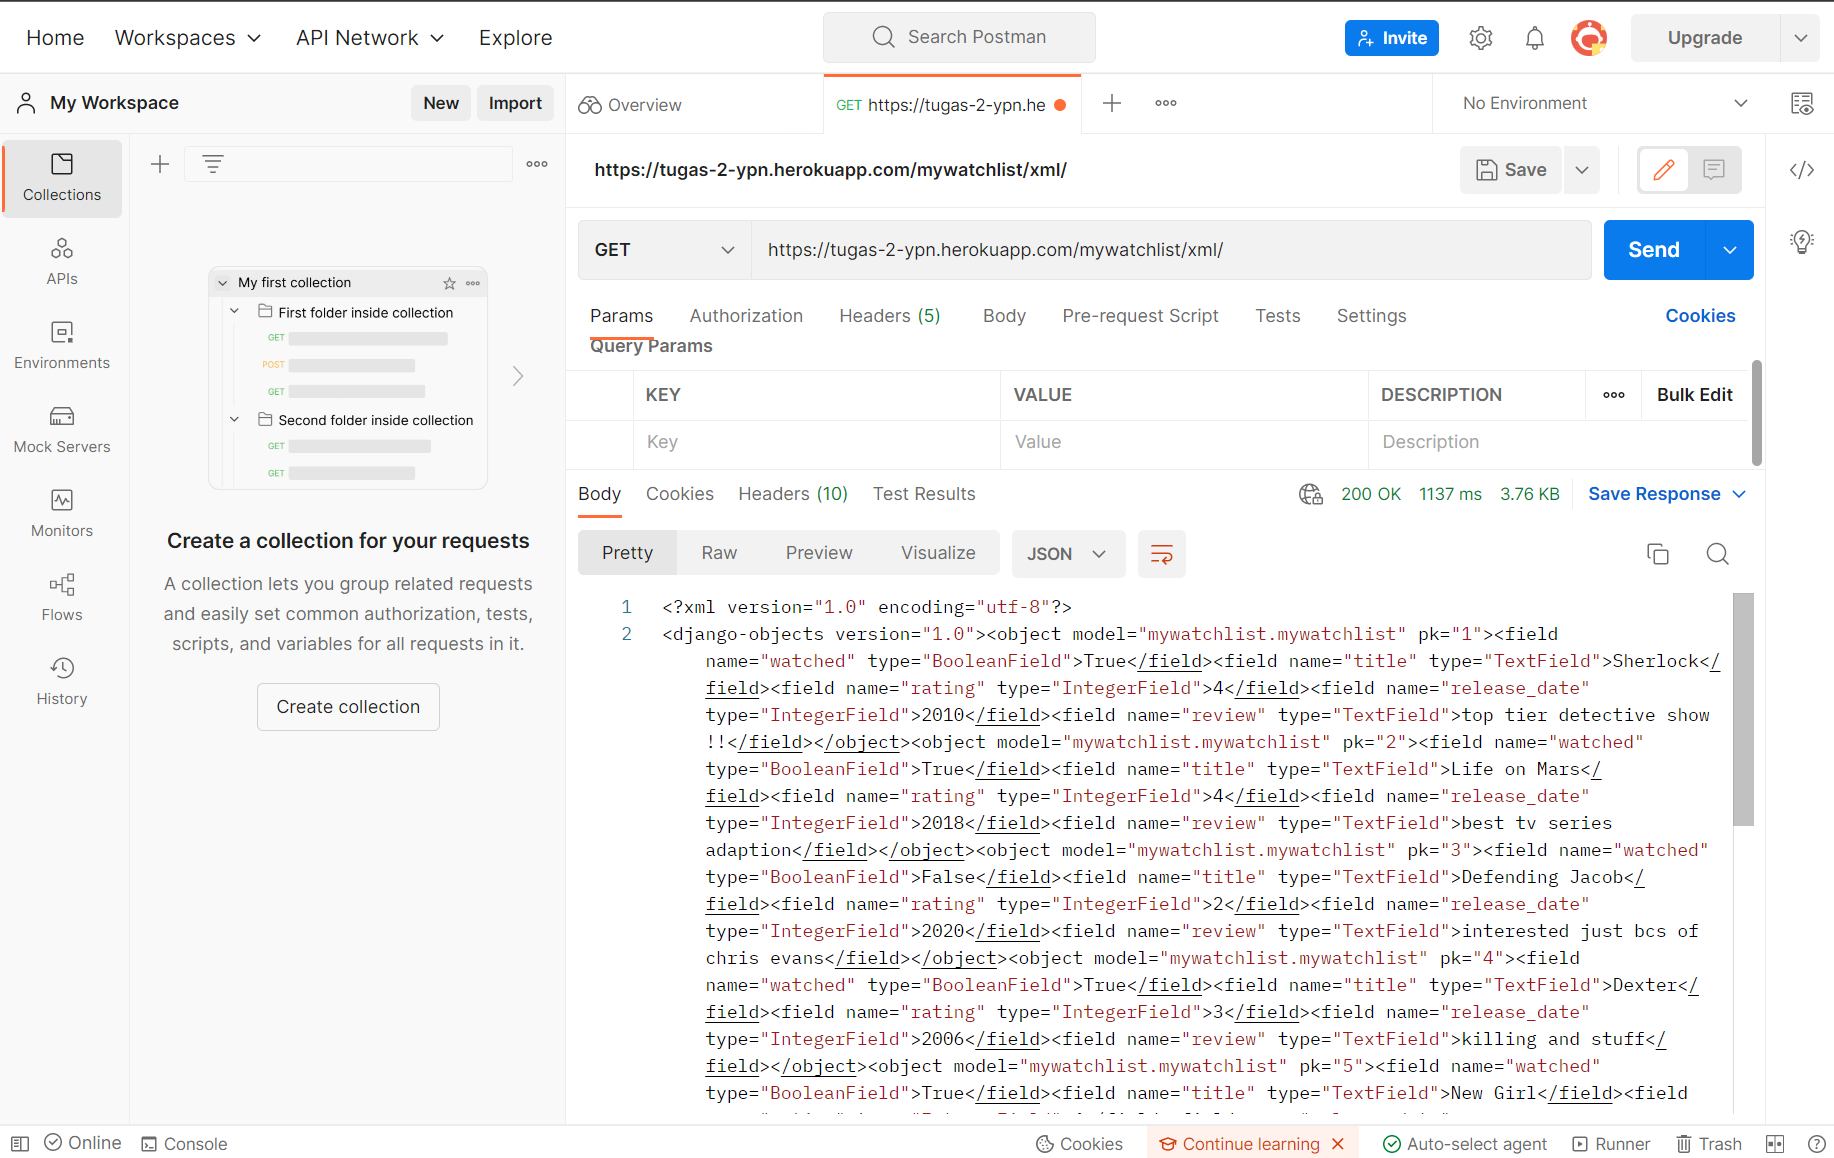 Home
Workspaces
API Network
Explore
Search Postman
Invite
Upgrade
My Workspace
New
Import
Overview
GET https://tugas-2-ypn.he
No Environment
Collections
APIs
Environments
Mock Servers
Monitors
Flows
History
My first collection
First folder inside collection
GET
POST
GET
Second folder inside collection
GET
GET
Create a collection for your requests
A collection lets you group related requests
and easily set common authorization, tests,
scripts, and variables for all requests in it.
Create collection
https://tugas-2-ypn.herokuapp.com/mywatchlist/xml/
Save
GET
https://tugas-2-ypn.herokuapp.com/mywatchlist/xml/
Send
Params
Authorization
Headers (5)
Body
Pre-request Script
Tests
Settings
Cookies
Query Params
KEY
VALUE
DESCRIPTION
Bulk Edit
Key
Value
Description
Body
Cookies
Headers (10)
Test Results
200 OK
1137 ms
3.76 KB
Save Response
Pretty
Raw
Preview
Visualize
JSON
1 <?xml version="1.0" encoding="utf-8"?>
2 <django-objects version="1.0"><object model="mywatchlist.mywatchlist" pk="1"><field
name="watched" type="BooleanField">True</field><field name="title" type="TextField">Sherlock</
field><field name="rating" type="IntegerField">4</field><field name="release_date"
type="IntegerField">2010</field><field name="review" type="TextField">top tier detective show
!!</field></object><object model="mywatchlist.mywatchlist" pk="2"><field name="watched"
type="BooleanField">True</field><field name="title" type="TextField">Life on Mars</
field><field name="rating" type="IntegerField">4</field><field name="release_date"
type="IntegerField">2018</field><field name="review" type="TextField">best tv series
adaption</field></object><object model="mywatchlist.mywatchlist" pk="3"><field name="watched"
type="BooleanField">False</field><field name="title" type="TextField">Defending Jacob</
field><field name="rating" type="IntegerField">2</field><field name="release_date"
type="IntegerField">2020</field><field name="review" type="TextField">interested just bcs of
chris evans</field></object><object model="mywatchlist.mywatchlist" pk="4"><field
name="watched" type="BooleanField">True</field><field name="title" type="TextField">Dexter</
field><field name="rating" type="IntegerField">3</field><field name="release_date"
type="IntegerField">2006</field><field name="review" type="TextField">killing and stuff</
field></object><object model="mywatchlist.mywatchlist" pk="5"><field name="watched"
type="BooleanField">True</field><field name="title" type="TextField">New Girl</field><field
Online
Console
Cookies
Continue learning
Auto-select agent
Runner
Trash